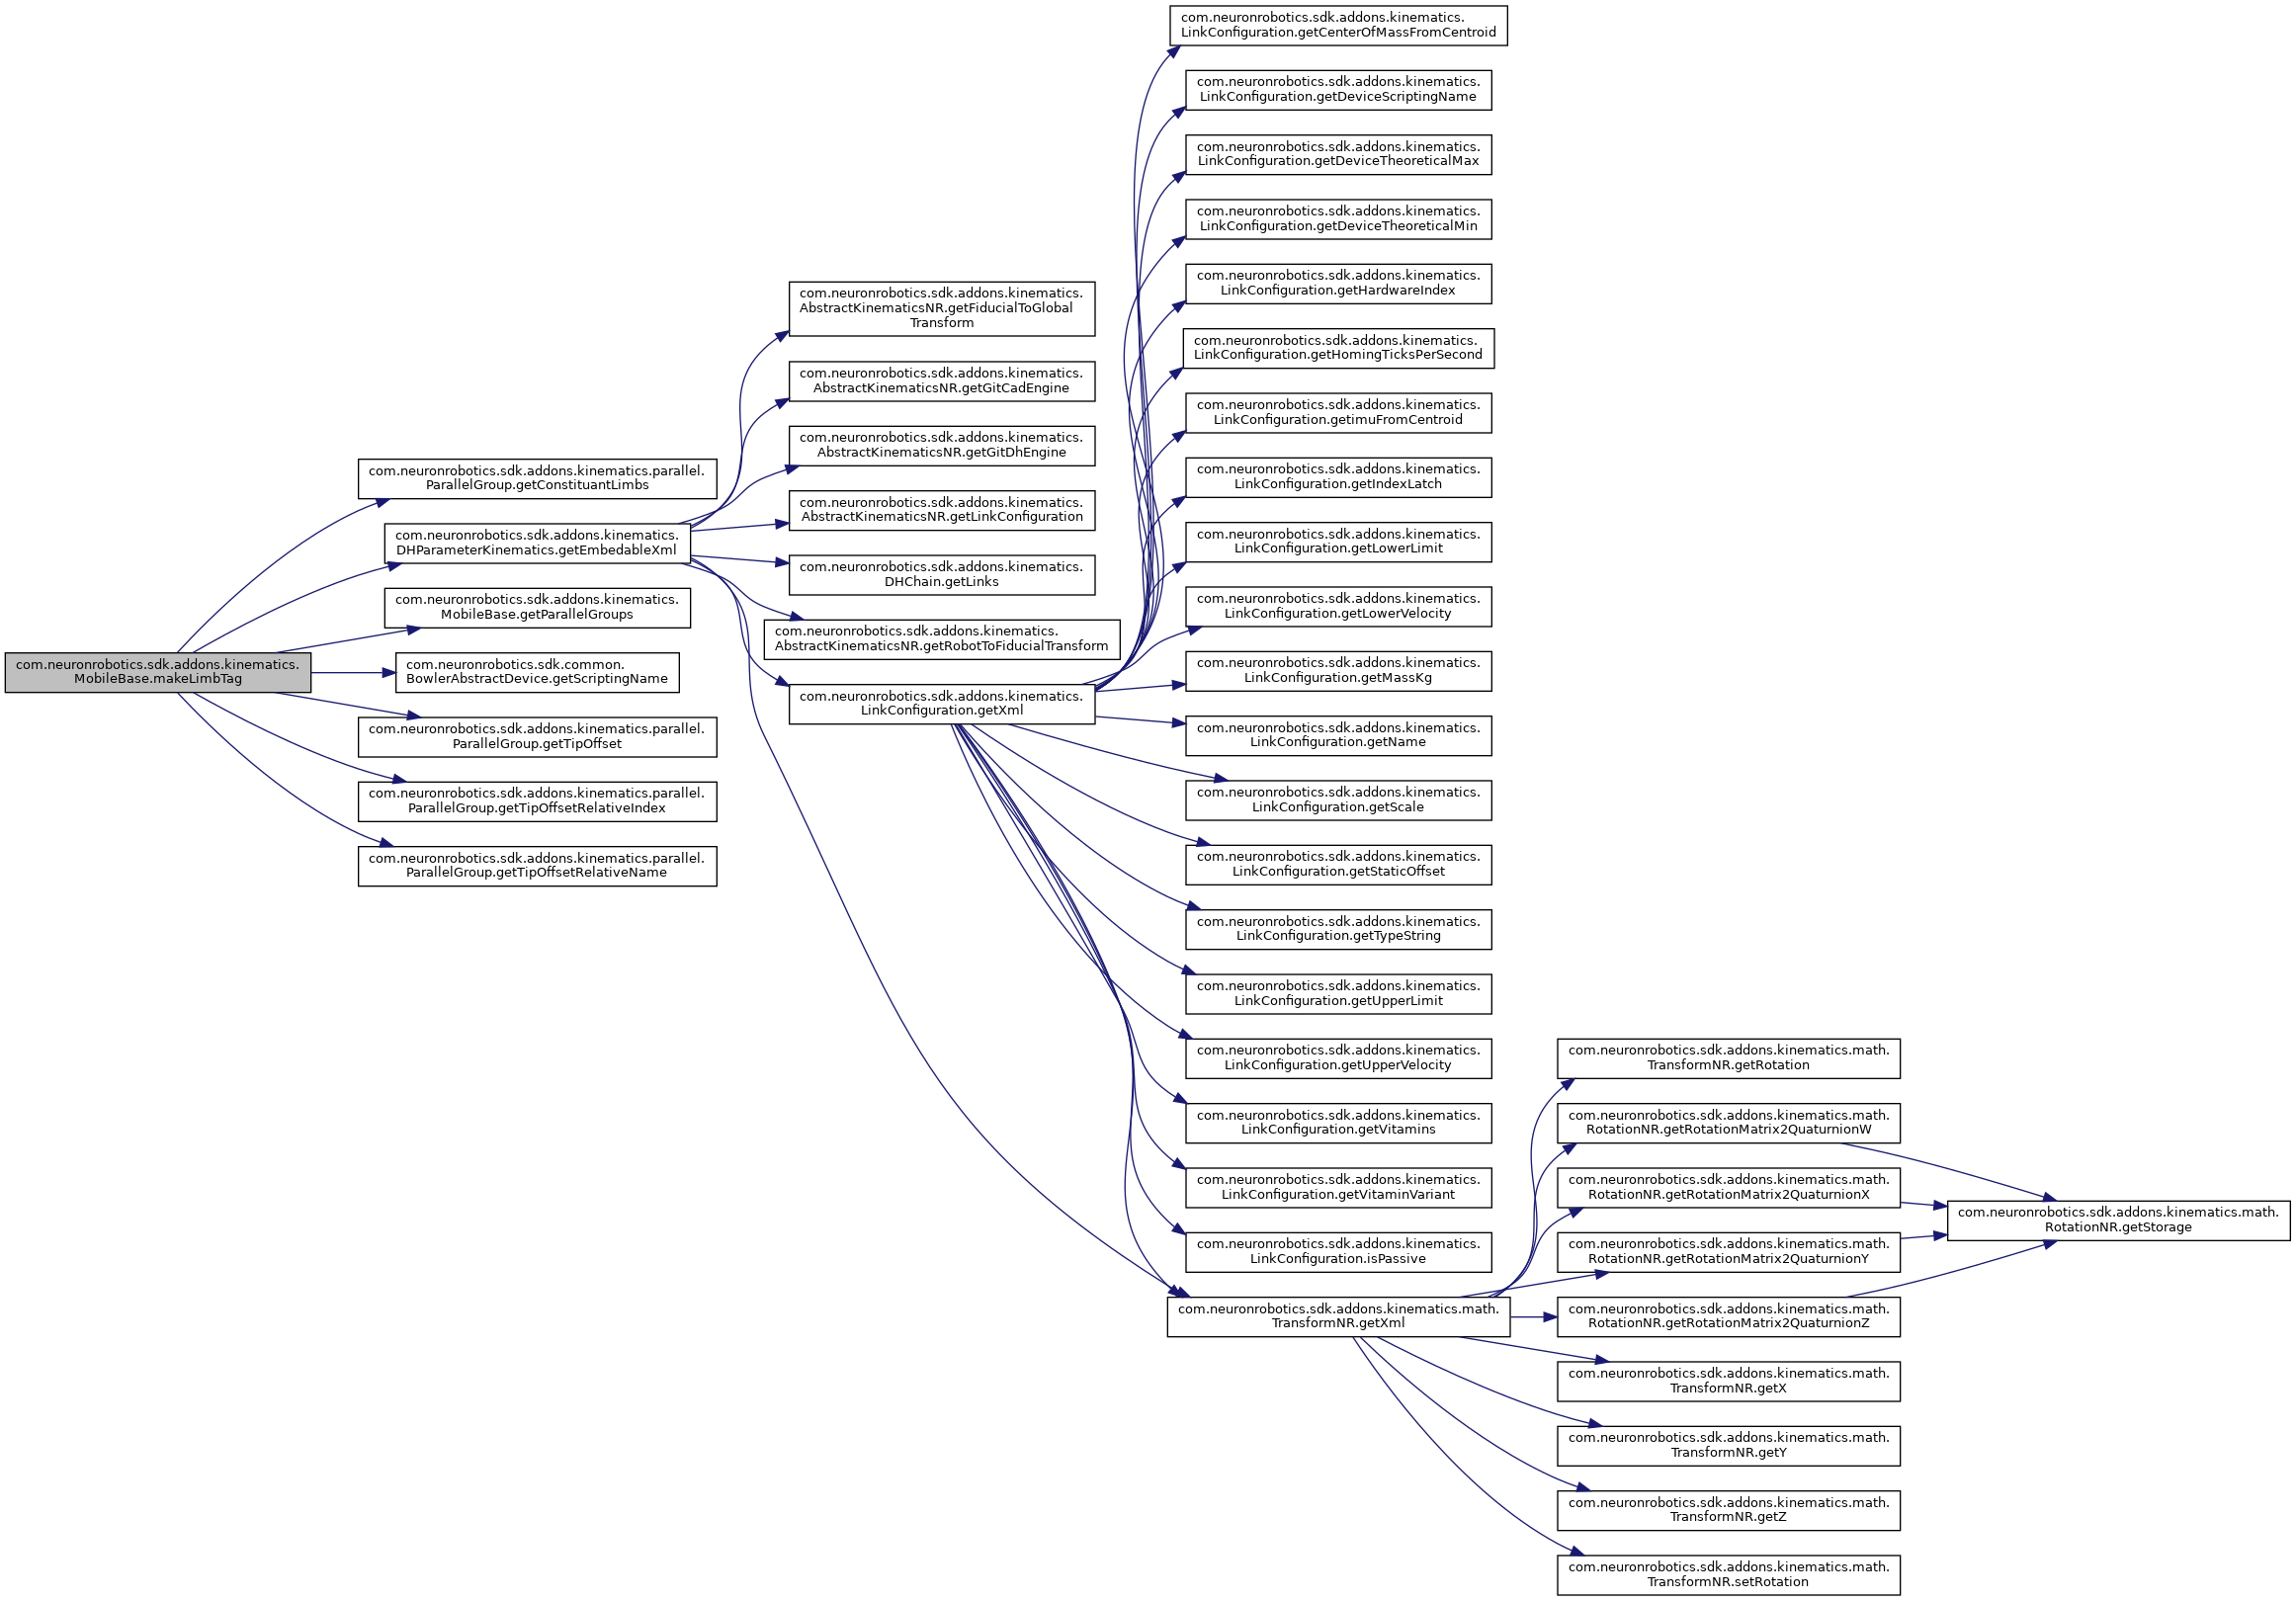 com.neuronrobotics.sdk.addons.kinematics.
MobileBase.makeLimbTag
com.neuronrobotics.sdk.addons.kinematics.parallel.
ParallelGroup.getConstituantLimbs
com.neuronrobotics.sdk.addons.kinematics.
DHParameterKinematics.getEmbedableXml
com.neuronrobotics.sdk.addons.kinematics.
MobileBase.getParallelGroups
com.neuronrobotics.sdk.common.
BowlerAbstractDevice.getScriptingName
com.neuronrobotics.sdk.addons.kinematics.parallel.
ParallelGroup.getTipOffset
com.neuronrobotics.sdk.addons.kinematics.parallel.
ParallelGroup.getTipOffsetRelativeIndex
com.neuronrobotics.sdk.addons.kinematics.parallel.
ParallelGroup.getTipOffsetRelativeName
com.neuronrobotics.sdk.addons.kinematics.
AbstractKinematicsNR.getFiducialToGlobal
Transform
com.neuronrobotics.sdk.addons.kinematics.
AbstractKinematicsNR.getGitCadEngine
com.neuronrobotics.sdk.addons.kinematics.
AbstractKinematicsNR.getGitDhEngine
com.neuronrobotics.sdk.addons.kinematics.
AbstractKinematicsNR.getLinkConfiguration
com.neuronrobotics.sdk.addons.kinematics.
DHChain.getLinks
com.neuronrobotics.sdk.addons.kinematics.
AbstractKinematicsNR.getRobotToFiducialTransform
com.neuronrobotics.sdk.addons.kinematics.
LinkConfiguration.getXml
com.neuronrobotics.sdk.addons.kinematics.
LinkConfiguration.getCenterOfMassFromCentroid
com.neuronrobotics.sdk.addons.kinematics.
LinkConfiguration.getDeviceScriptingName
com.neuronrobotics.sdk.addons.kinematics.
LinkConfiguration.getDeviceTheoreticalMax
com.neuronrobotics.sdk.addons.kinematics.
LinkConfiguration.getDeviceTheoreticalMin
com.neuronrobotics.sdk.addons.kinematics.
LinkConfiguration.getHardwareIndex
com.neuronrobotics.sdk.addons.kinematics.
LinkConfiguration.getHomingTicksPerSecond
com.neuronrobotics.sdk.addons.kinematics.
LinkConfiguration.getimuFromCentroid
com.neuronrobotics.sdk.addons.kinematics.
LinkConfiguration.getIndexLatch
com.neuronrobotics.sdk.addons.kinematics.
LinkConfiguration.getLowerLimit
com.neuronrobotics.sdk.addons.kinematics.
LinkConfiguration.getLowerVelocity
com.neuronrobotics.sdk.addons.kinematics.
LinkConfiguration.getMassKg
com.neuronrobotics.sdk.addons.kinematics.
LinkConfiguration.getName
com.neuronrobotics.sdk.addons.kinematics.
LinkConfiguration.getScale
com.neuronrobotics.sdk.addons.kinematics.
LinkConfiguration.getStaticOffset
com.neuronrobotics.sdk.addons.kinematics.
LinkConfiguration.getTypeString
com.neuronrobotics.sdk.addons.kinematics.
LinkConfiguration.getUpperLimit
com.neuronrobotics.sdk.addons.kinematics.
LinkConfiguration.getUpperVelocity
com.neuronrobotics.sdk.addons.kinematics.
LinkConfiguration.getVitamins
com.neuronrobotics.sdk.addons.kinematics.
LinkConfiguration.getVitaminVariant
com.neuronrobotics.sdk.addons.kinematics.
LinkConfiguration.isPassive
com.neuronrobotics.sdk.addons.kinematics.math.
TransformNR.getXml
com.neuronrobotics.sdk.addons.kinematics.math.
TransformNR.getRotation
com.neuronrobotics.sdk.addons.kinematics.math.
RotationNR.getRotationMatrix2QuaturnionW
com.neuronrobotics.sdk.addons.kinematics.math.
RotationNR.getRotationMatrix2QuaturnionX
com.neuronrobotics.sdk.addons.kinematics.math.
RotationNR.getRotationMatrix2QuaturnionY
com.neuronrobotics.sdk.addons.kinematics.math.
RotationNR.getRotationMatrix2QuaturnionZ
com.neuronrobotics.sdk.addons.kinematics.math.
TransformNR.getX
com.neuronrobotics.sdk.addons.kinematics.math.
TransformNR.getY
com.neuronrobotics.sdk.addons.kinematics.math.
TransformNR.getZ
com.neuronrobotics.sdk.addons.kinematics.math.
TransformNR.setRotation
com.neuronrobotics.sdk.addons.kinematics.math.
RotationNR.getStorage